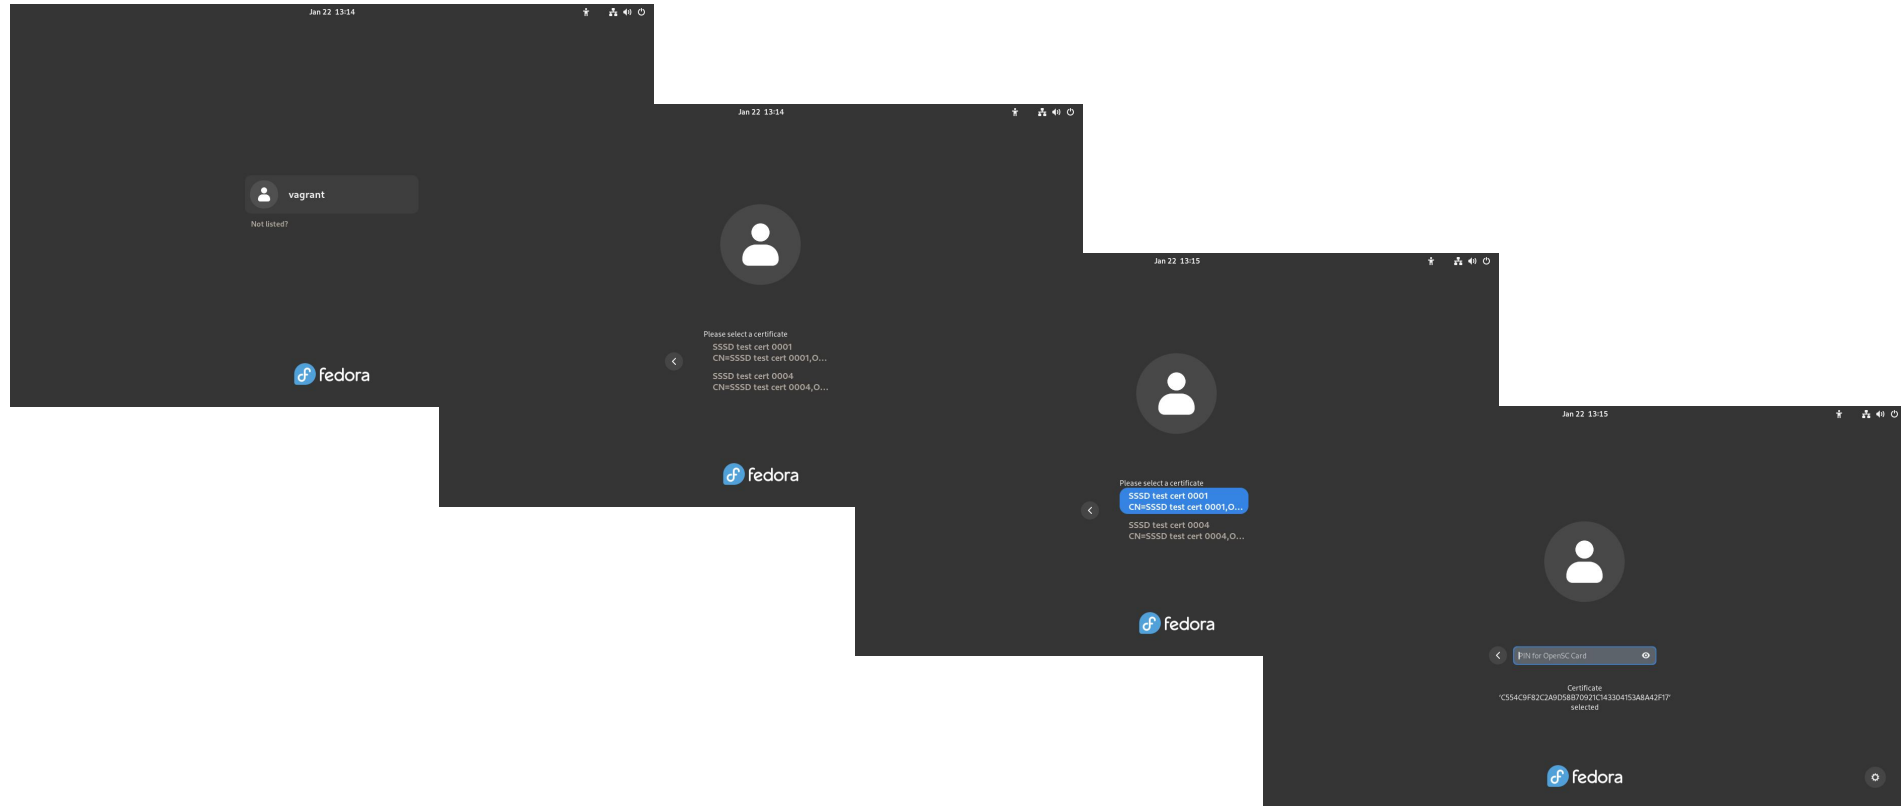 Jan 22 13:14
vagrant
Not listed?
fedora
Jan 22 13:14
Please select a certificate
SSSD test cert 0001
CN=SSSD test cert 0001,O...
SSSD test cert 0004
CN=SSSD test cert 0004,O...
fedora
Jan 22 13:15
Please select a certificate
SSSD test cert 0001
CN=SSSD test cert 0001,O...
SSSD test cert 0004
CN=SSSD test cert 0004,O...
fedora
Jan 22 13:15
PIN for OpenSC Card
Certificate
'C554C9F82C2A9D58B70921C143304153A8A42F17'
selected
fedora